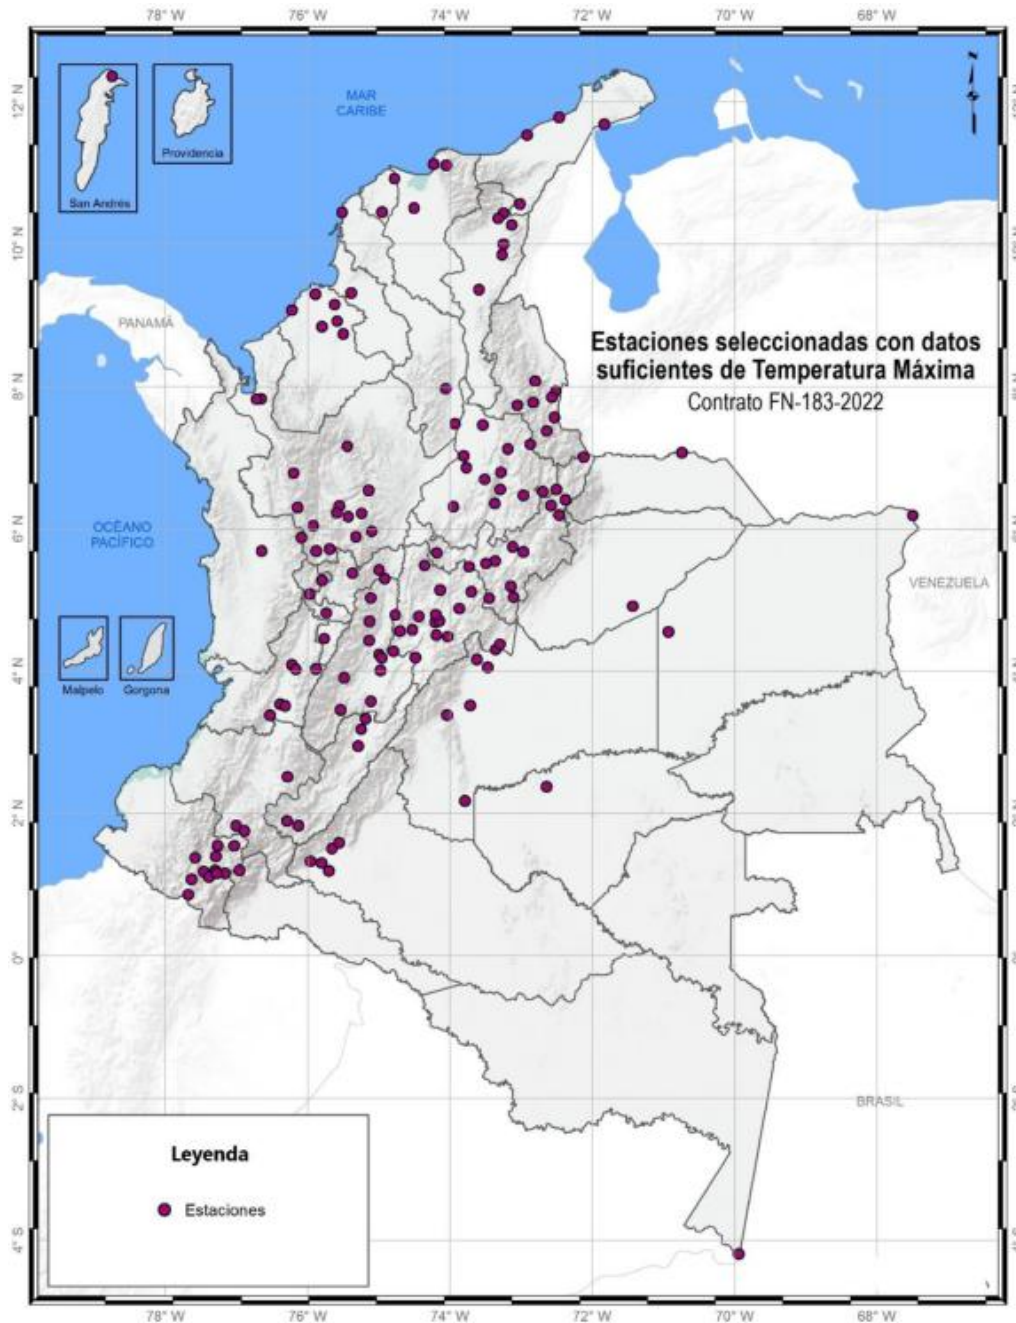 78° W 76° W 74° W 72° W 70° W 68° W
12° N
MAR
CARIBE
N
Providencia
San Andrés
10° N
PANAMÁ
Estaciones seleccionadas con datos
suficientes de Temperatura Máxima
Contrato FN-183-2022
8° N
6° N
OCÉANO
PACÍFICO
VENEZUELA
4° N
Malpelo Gorgona
2° N
0°
2° S
BRASIL
Leyenda
Estaciones
4° S
78° W 76° W 74° W 72° W 70° W 68° W